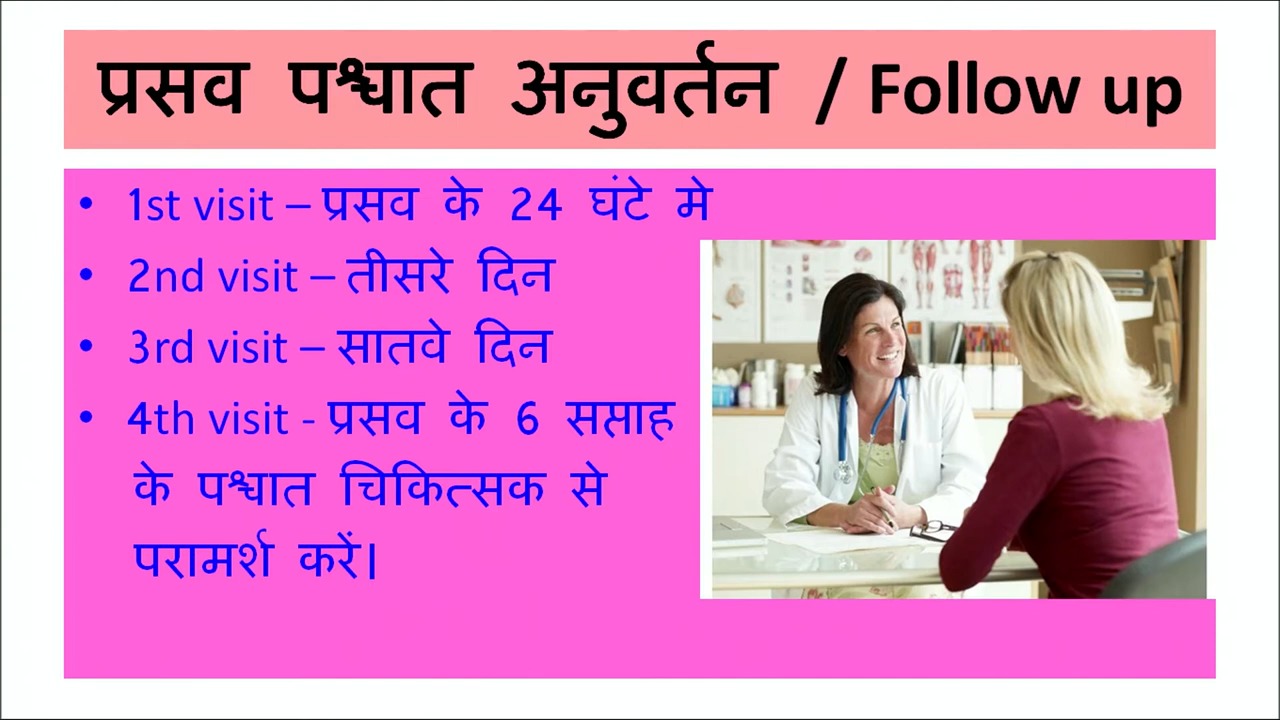 प्रसव पश्चात अनुवर्तन / Follow up
• 1st visit – प्रसव के 24 घंटे मे
• 2nd visit – तीसरे दिन
• 3rd visit – सातवे दिन
• 4th visit - प्रसव के 6 सप्ताह
के पश्चात चिकित्सक से
परामर्श करें।